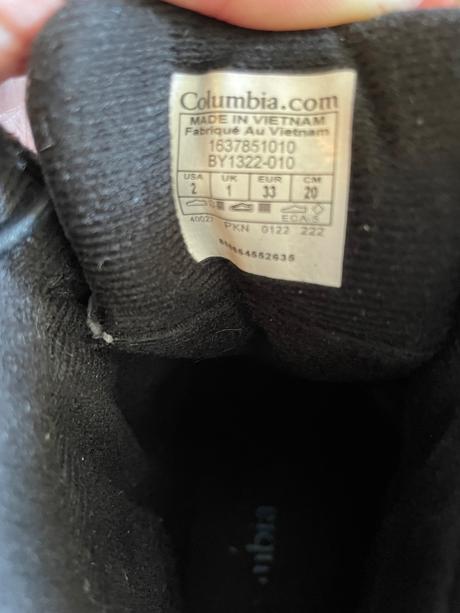 Columbia.com
MADE IN VIETNAM
Fabriqué Au Vietnam
1637851010
BY1322-010
USA UK EUR CM
2 1 33 20
PKN 0122 222
mbia